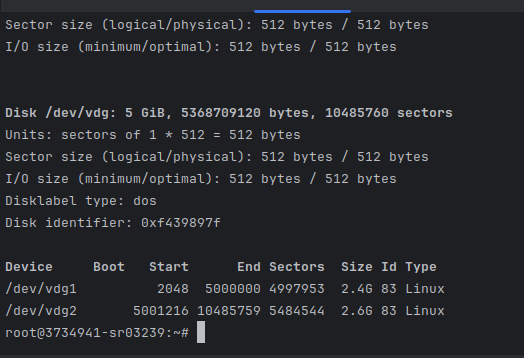 Sector size (logical/physical): 512 bytes / 512 bytes
I/O size (minimum/optimal): 512 bytes / 512 bytes
Disk /dev/vdg: 5 GiB, 5368709120 bytes, 10485760 sectors
Units: sectors of 1 * 512 = 512 bytes
Sector size (logical/physical): 512 bytes / 512 bytes
I/O size (minimum/optimal): 512 bytes / 512 bytes
Disklabel type: dos
Disk identifier: 0xf439897f
Device     Boot   Start      End Sectors  Size Id Type
/dev/vdg1          2048  5000000 4997953  2.4G 83 Linux
/dev/vdg2       5001216 10485759 5484544  2.6G 83 Linux
root@3734941-sr03239:~#